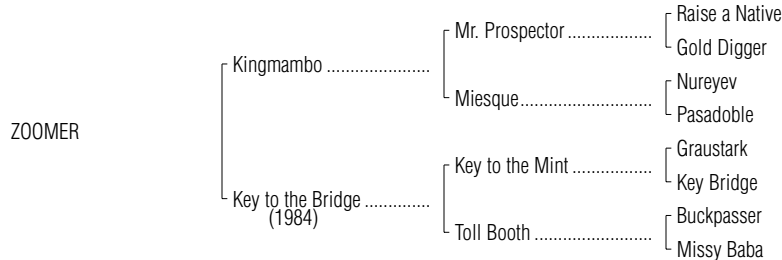 Raise a Native
Mr. Prospector ..................
Gold Digger
Kingmambo ......................
Nureyev
Miesque............................
Pasadoble
ZOOMER
Graustark
Key to the Mint .................
Key Bridge
Key to the Bridge ..............
(1984)
Buckpasser
Toll Booth .........................
Missy Baba